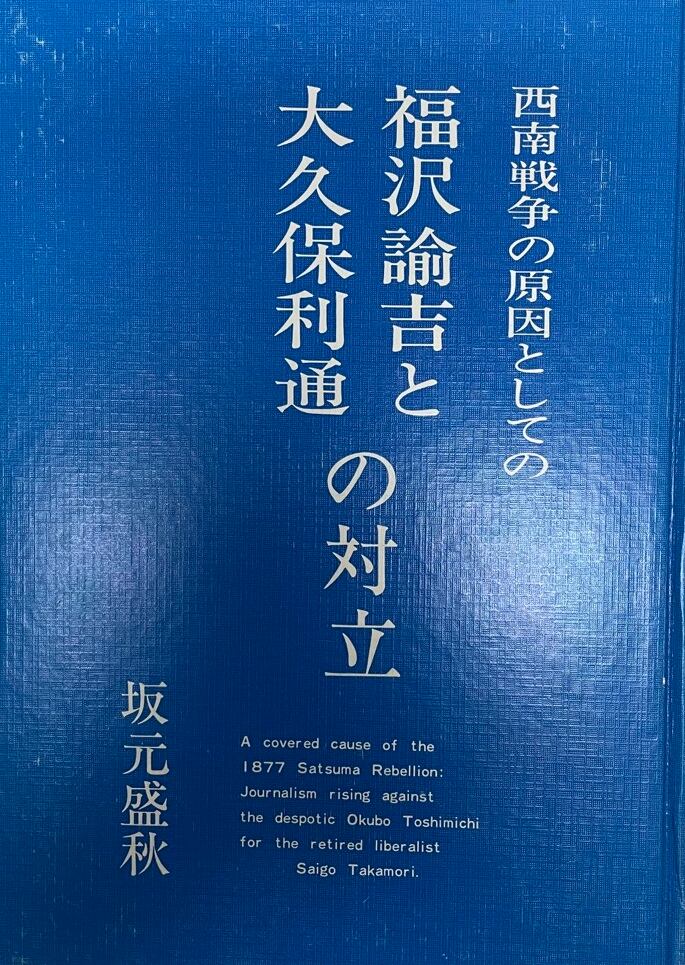 西南戦争の原因としての
福沢諭吉と
大久保利通
の対立
坂元盛秋
A covered cause of the
1877 Satsuma Rebellion:
Journalism rising against
the despotic Okubo Toshimichi
for the retired liberalist
Saigo Takamori.